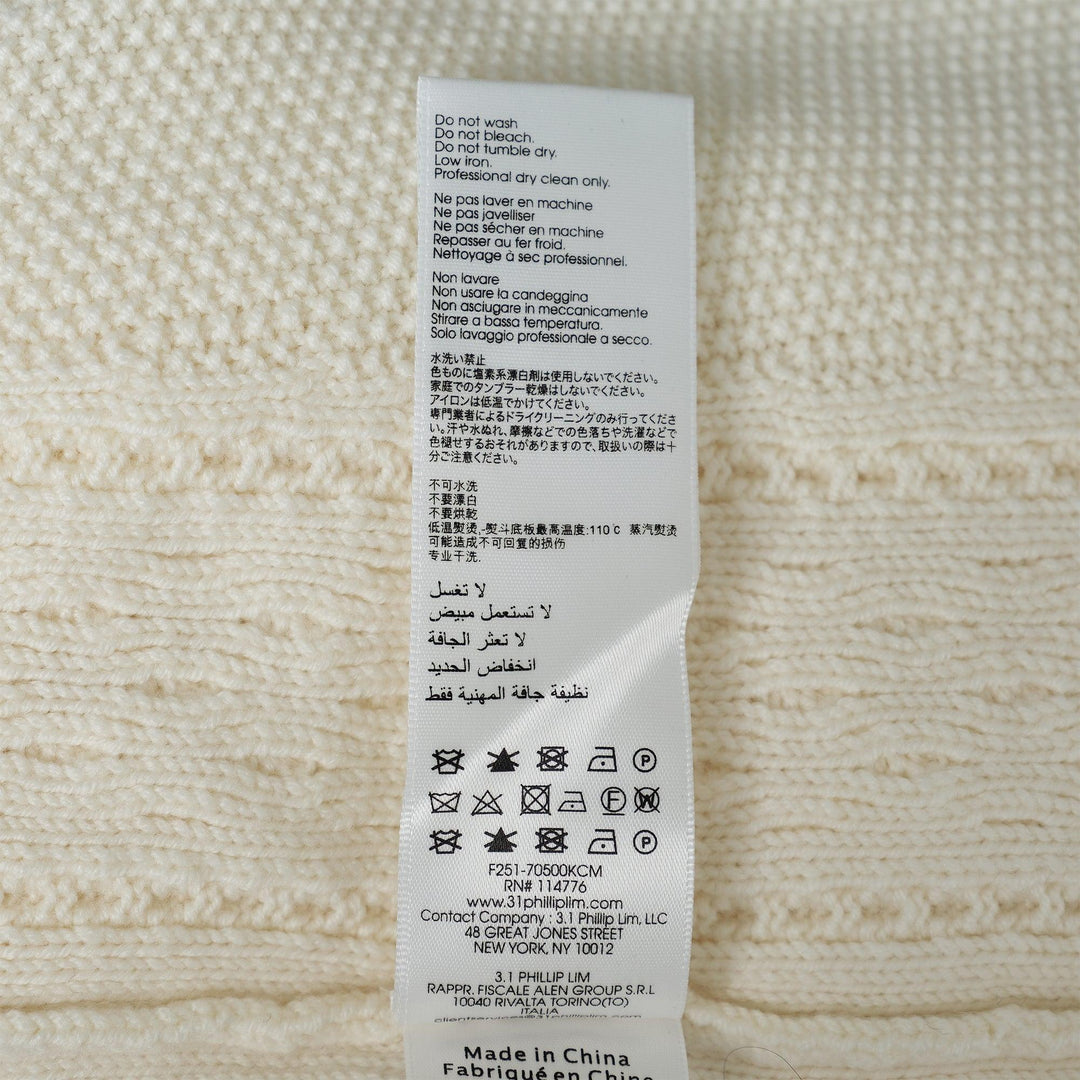 Do not wash
Do not bleach.
Do not tumble dry.
Low iron.
Professional dry clean only.
Ne pas laver en machine
Ne pas javelliser
Ne pas sécher en machine
Repasser au fer froid.
Nettoyage à sec professionnel.
Non lavare
Non usare la candeggina
Non asciugare in meccanicamente
Stirare a bassa temperatura.
Solo lavaggio professionale a secco.
水洗い禁止
色ものに塩素系漂白剤は使用しないでください。
家庭でのタンブラー乾燥はしないでください。
アイロンは低温でかけてください。
専門業者によるドライクリーニングのみ行ってくださ
い。汗や水ぬれ、摩擦などでの色落ちや洗濯などで
色褪せするおそれがありますので、取扱いの際は十
分ご注意ください。
不可水洗
不要漂白
不要烘乾
低温熨烫,-熨斗底板最高温度:110℃ 蒸汽熨烫
可能造成不可回复的损伤
专业干洗.
لا تغسل
لا تستعمل مبيض
لا تعثر الجافة
انخفاض الحديد
نظيفة جافة المهنية فقط
P
F W
P
F251-70500KCM
RN# 114776
www.31philliplim.com
Contact Company : 3.1 Phillip Lim, LLC
48 GREAT JONES STREET
NEW YORK, NY 10012
3.1 PHILLIP LIM
RAPPR. FISCALE ALEN GROUP S.R.L
10040 RIVALTA TORINO(TO)
ITALIA
clientservices@31philliplim.com
Made in China
Fabriqué en Chine